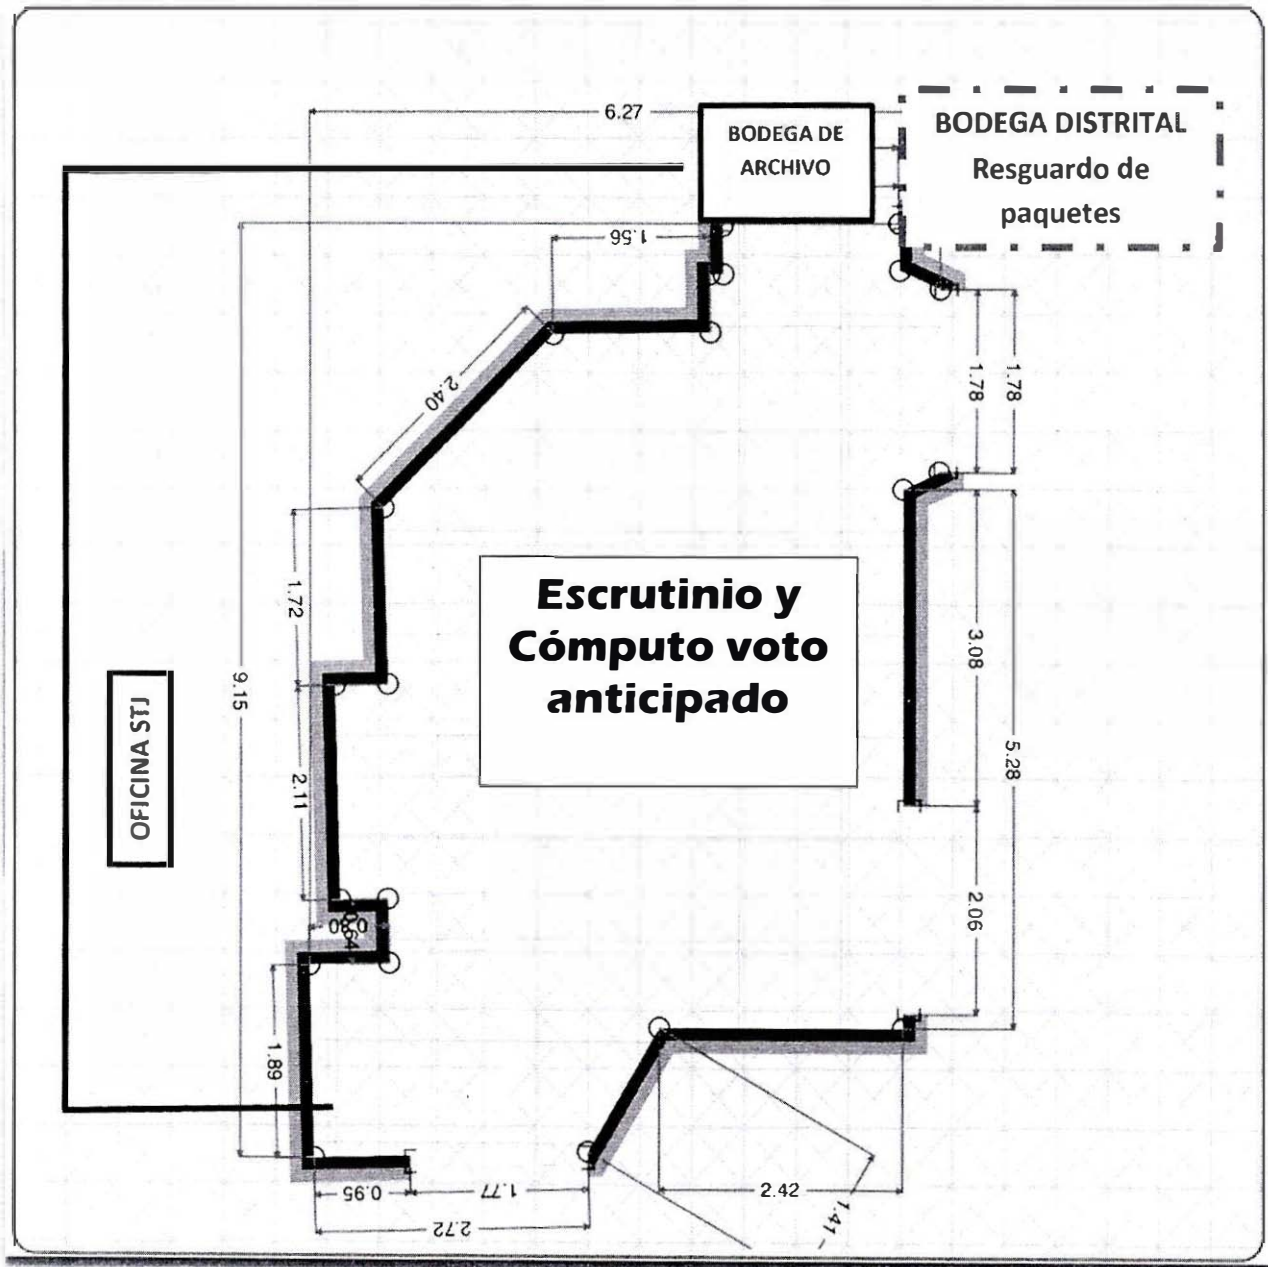 6.27
BODEGA DE
ARCHIVO
BODEGA DISTRITAL
Resguardo de
paquetes
1.56
2.40
1.78
1.78
1.72
Escrutinio y
Cómputo voto
anticipado
3.08
9.15
5.28
OFICINA STJ
2.11
2.06
1.89
0.95
1.77
2.42
1.41
2.72